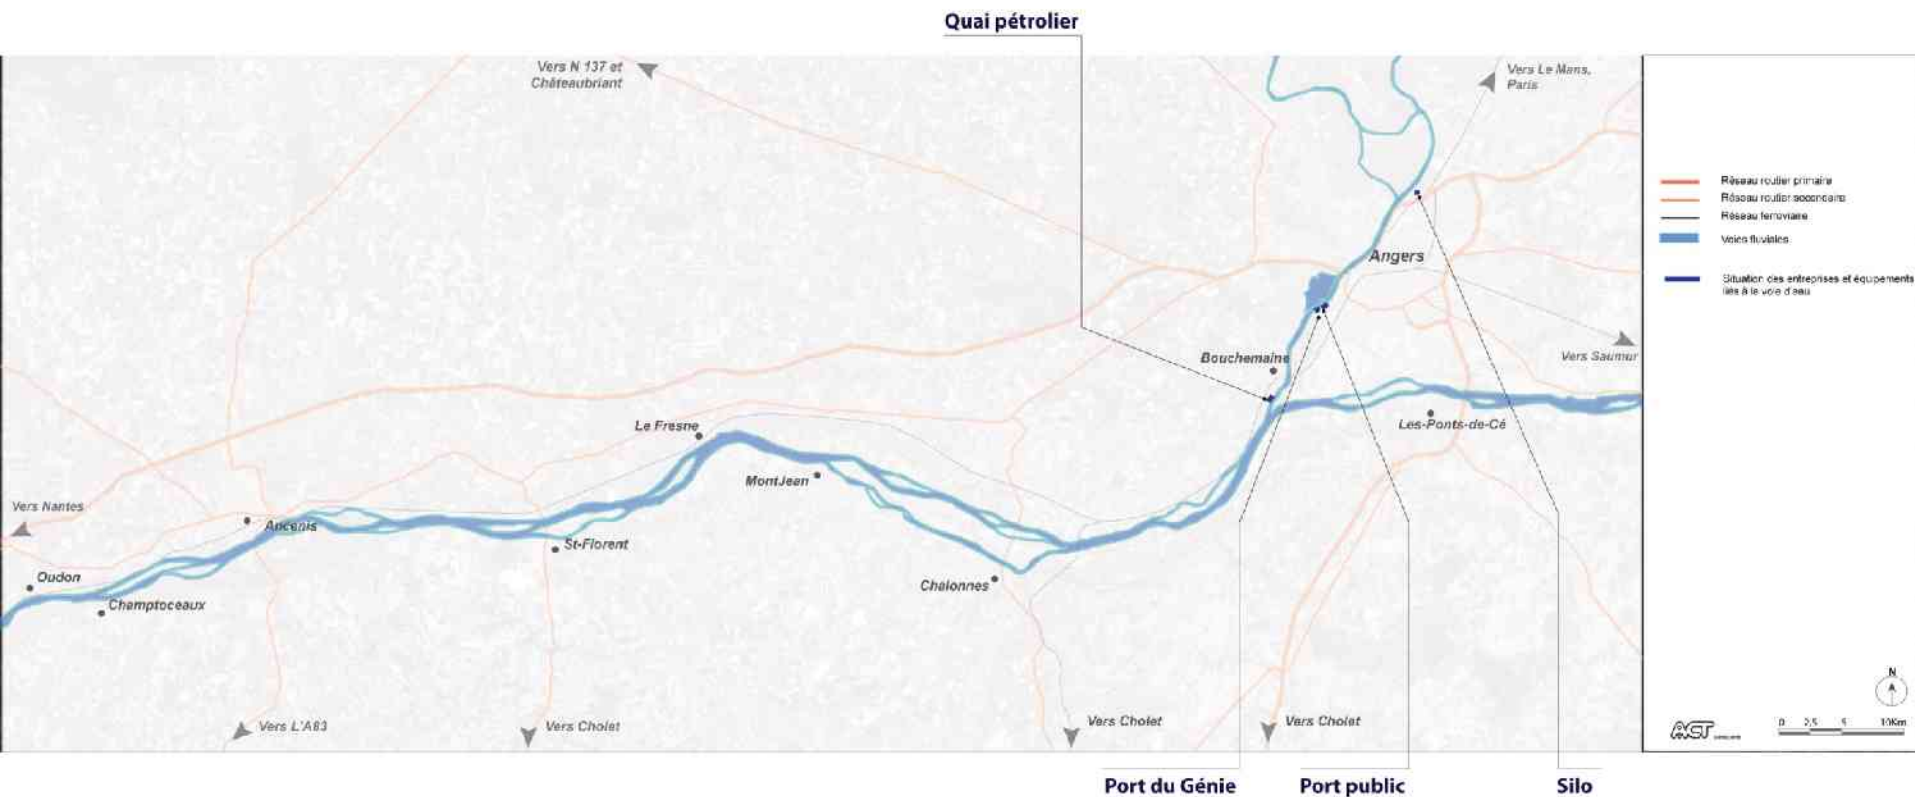 Quai pétrolier
Vers N 137 et
Châteaubriant
Vers Le Mans,
Paris
Réseau routier primaire
Réseau routier secondaire
Réseau ferroviaire
Voies fluviales
Situation des entreprises et équipements
liés à la voie d'eau
Angers
Bouchemaine
Vers Saumur
Les-Ponts-de-Cé
Le Fresne
MontJean
Vers Nantes
Ancenis
St-Florent
Oudon
Champtoceaux
Chalonnes
Vers L'A83
Vers Cholet
Vers Cholet
Vers Cholet
N
AST
0 2,5 5 10Km
Port du Génie
Port public
Silo